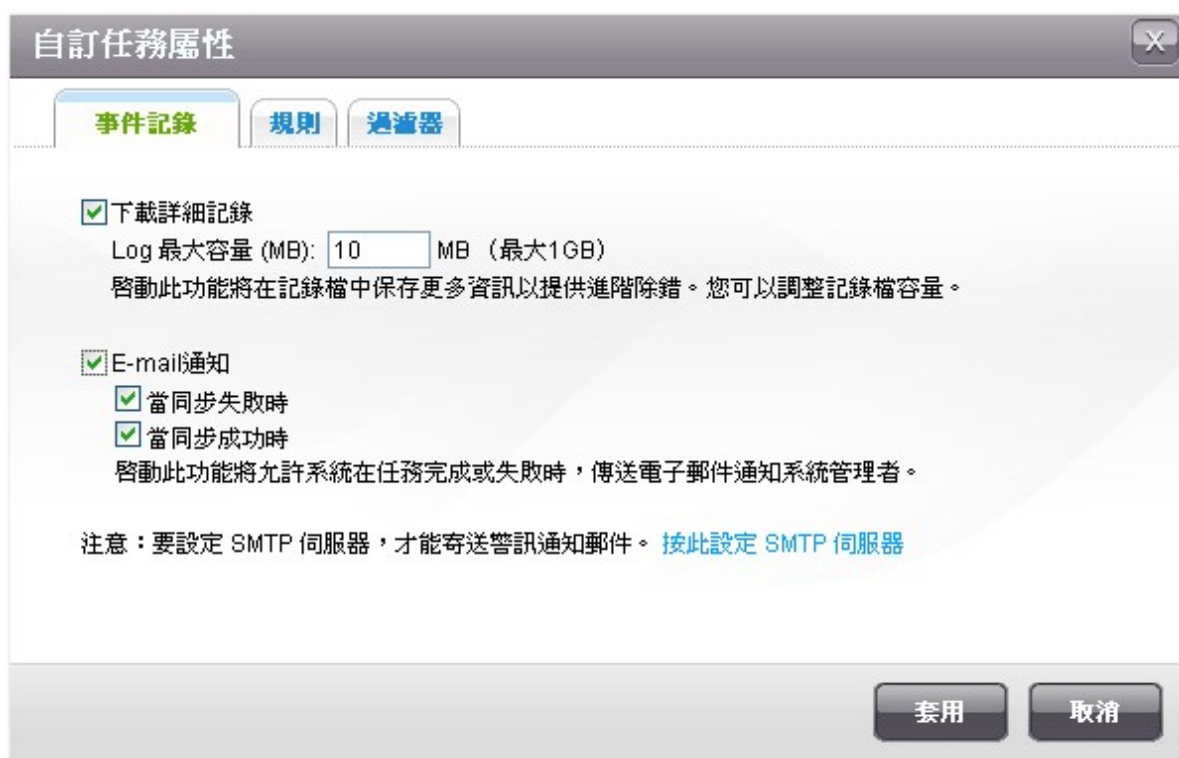 自訂任務屬性
X
事件記錄 規則 過濾器
下載詳細記錄
Log 最大容量 (MB): 10 MB （最大1GB）
啓動此功能將在記錄檔中保存更多資訊以提供進階除錯。您可以調整記錄檔容量。
E-mail通知
當同步失敗時
當同步成功時
啓動此功能將允許系統在任務完成或失敗時，傳送電子郵件通知系統管理者。
注意：要設定 SMTP 伺服器，才能寄送警訊通知郵件。 按此設定 SMTP 伺服器
套用 取消